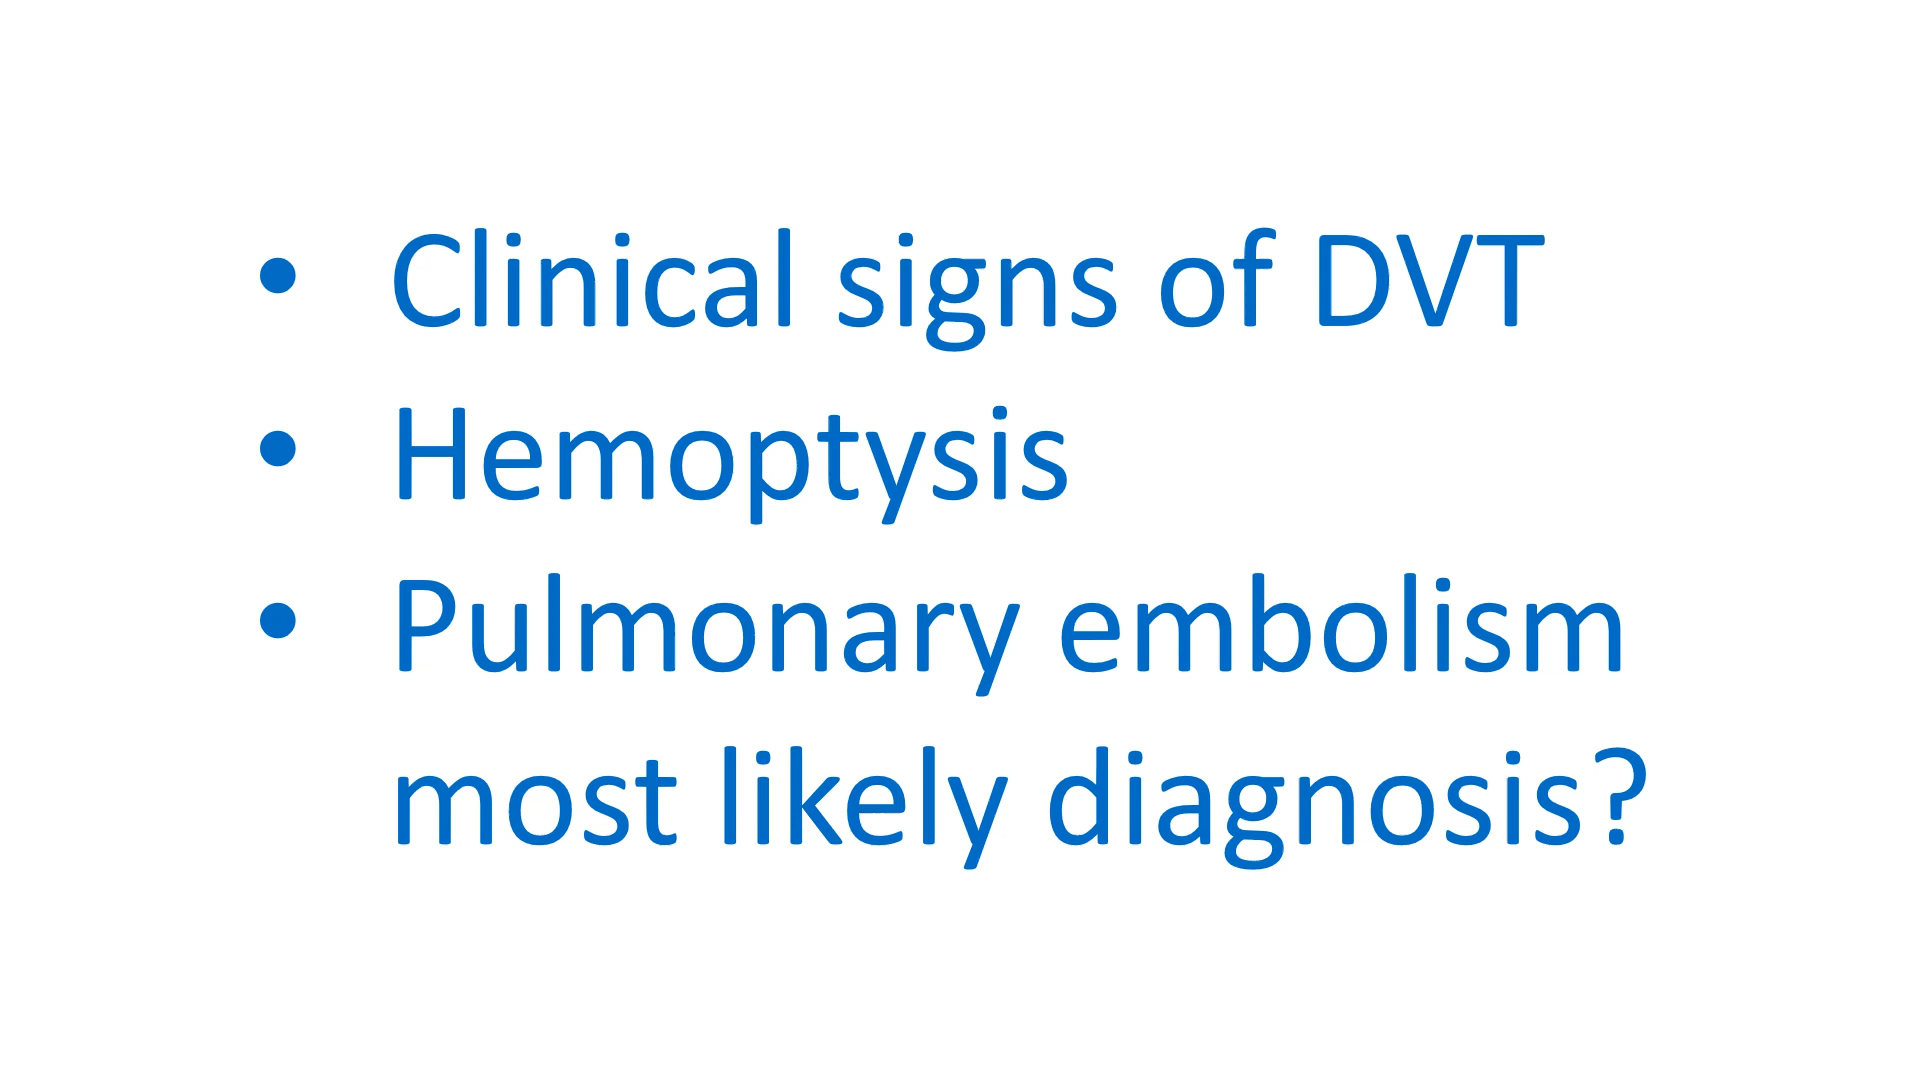 • Clinical signs of DVT
• Hemoptysis
• Pulmonary embolism
most likely diagnosis?